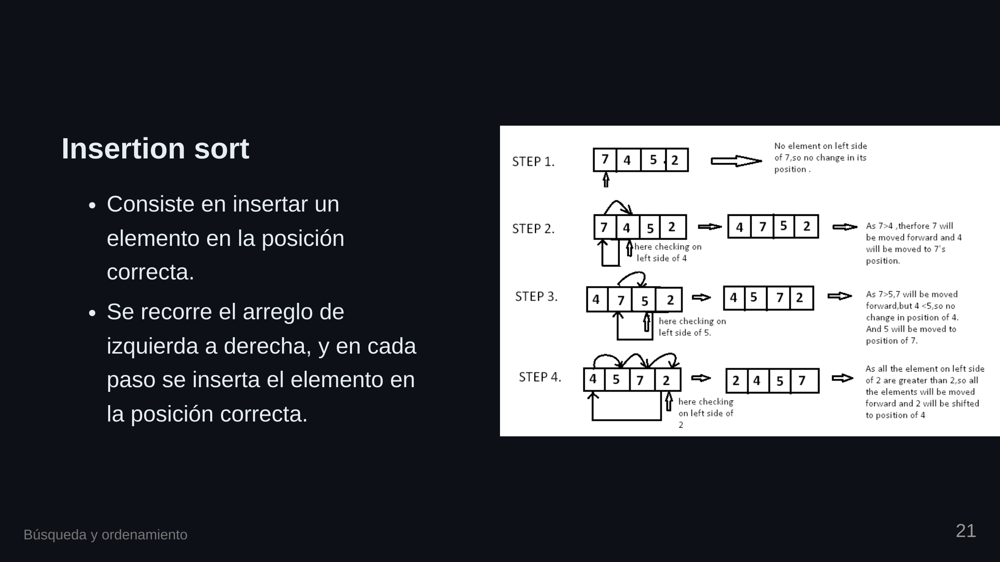 Insertion sort
• Consiste en insertar un
elemento en la posición
correcta.
• Se recorre el arreglo de
izquierda a derecha, y en cada
paso se inserta el elemento en
la posición correcta.
STEP 1.
7 4 5 2
No element on left side
of 7,so no change in its
position .
STEP 2.
7 4 5 2
4 7 5 2
here checking on
left side of 4
As 7>4 ,therfore 7 will
be moved forward and 4
will be moved to 7's
position.
STEP 3.
4 7 5 2
4 5 7 2
here checking on
left side of 5.
As 7>5,7 will be moved
forward,but 4 <5,so no
change in position of 4.
And 5 will be moved to
position of 7.
STEP 4.
4 5 7 2
2 4 5 7
here checking
on left side of
2
As all the element on left side
of 2 are greater than 2,so all
the elements will be moved
forward and 2 will be shifted
to position of 4
Búsqueda y ordenamiento
21